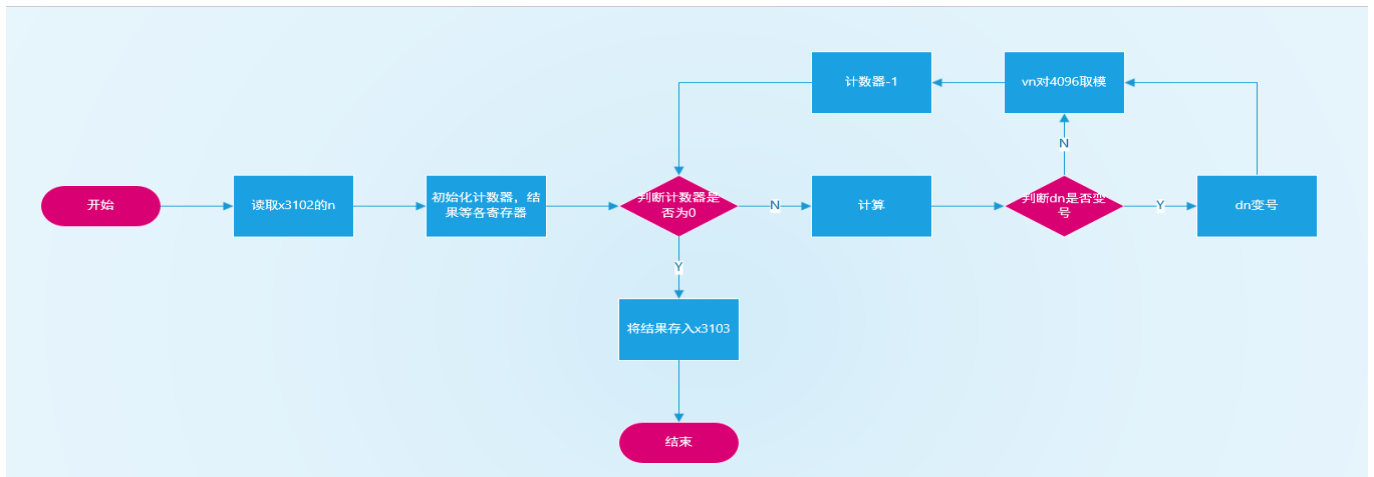 开始
读取x3102的n
初始化计数器，结
果等各寄存器
判断计数器是
否为0
N
计算
判断dn是否变
号
Y
dn变号
N
vn对4096取模
计数器-1
Y
将结果存入x3103
结束